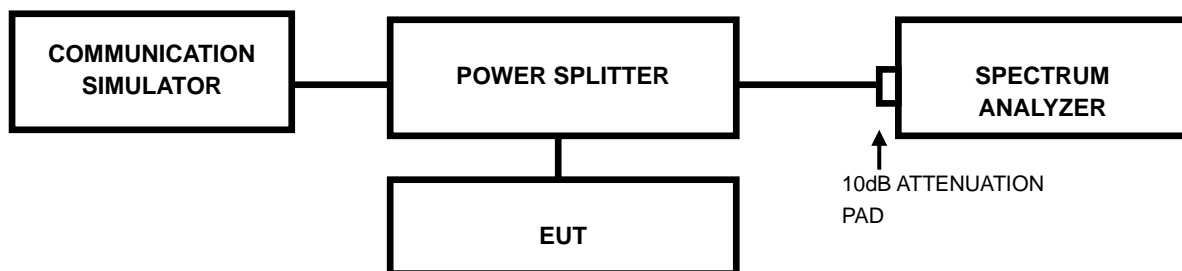 COMMUNICATION
SIMULATOR
POWER SPLITTER
SPECTRUM
ANALYZER
10dB ATTENUATION
PAD
EUT